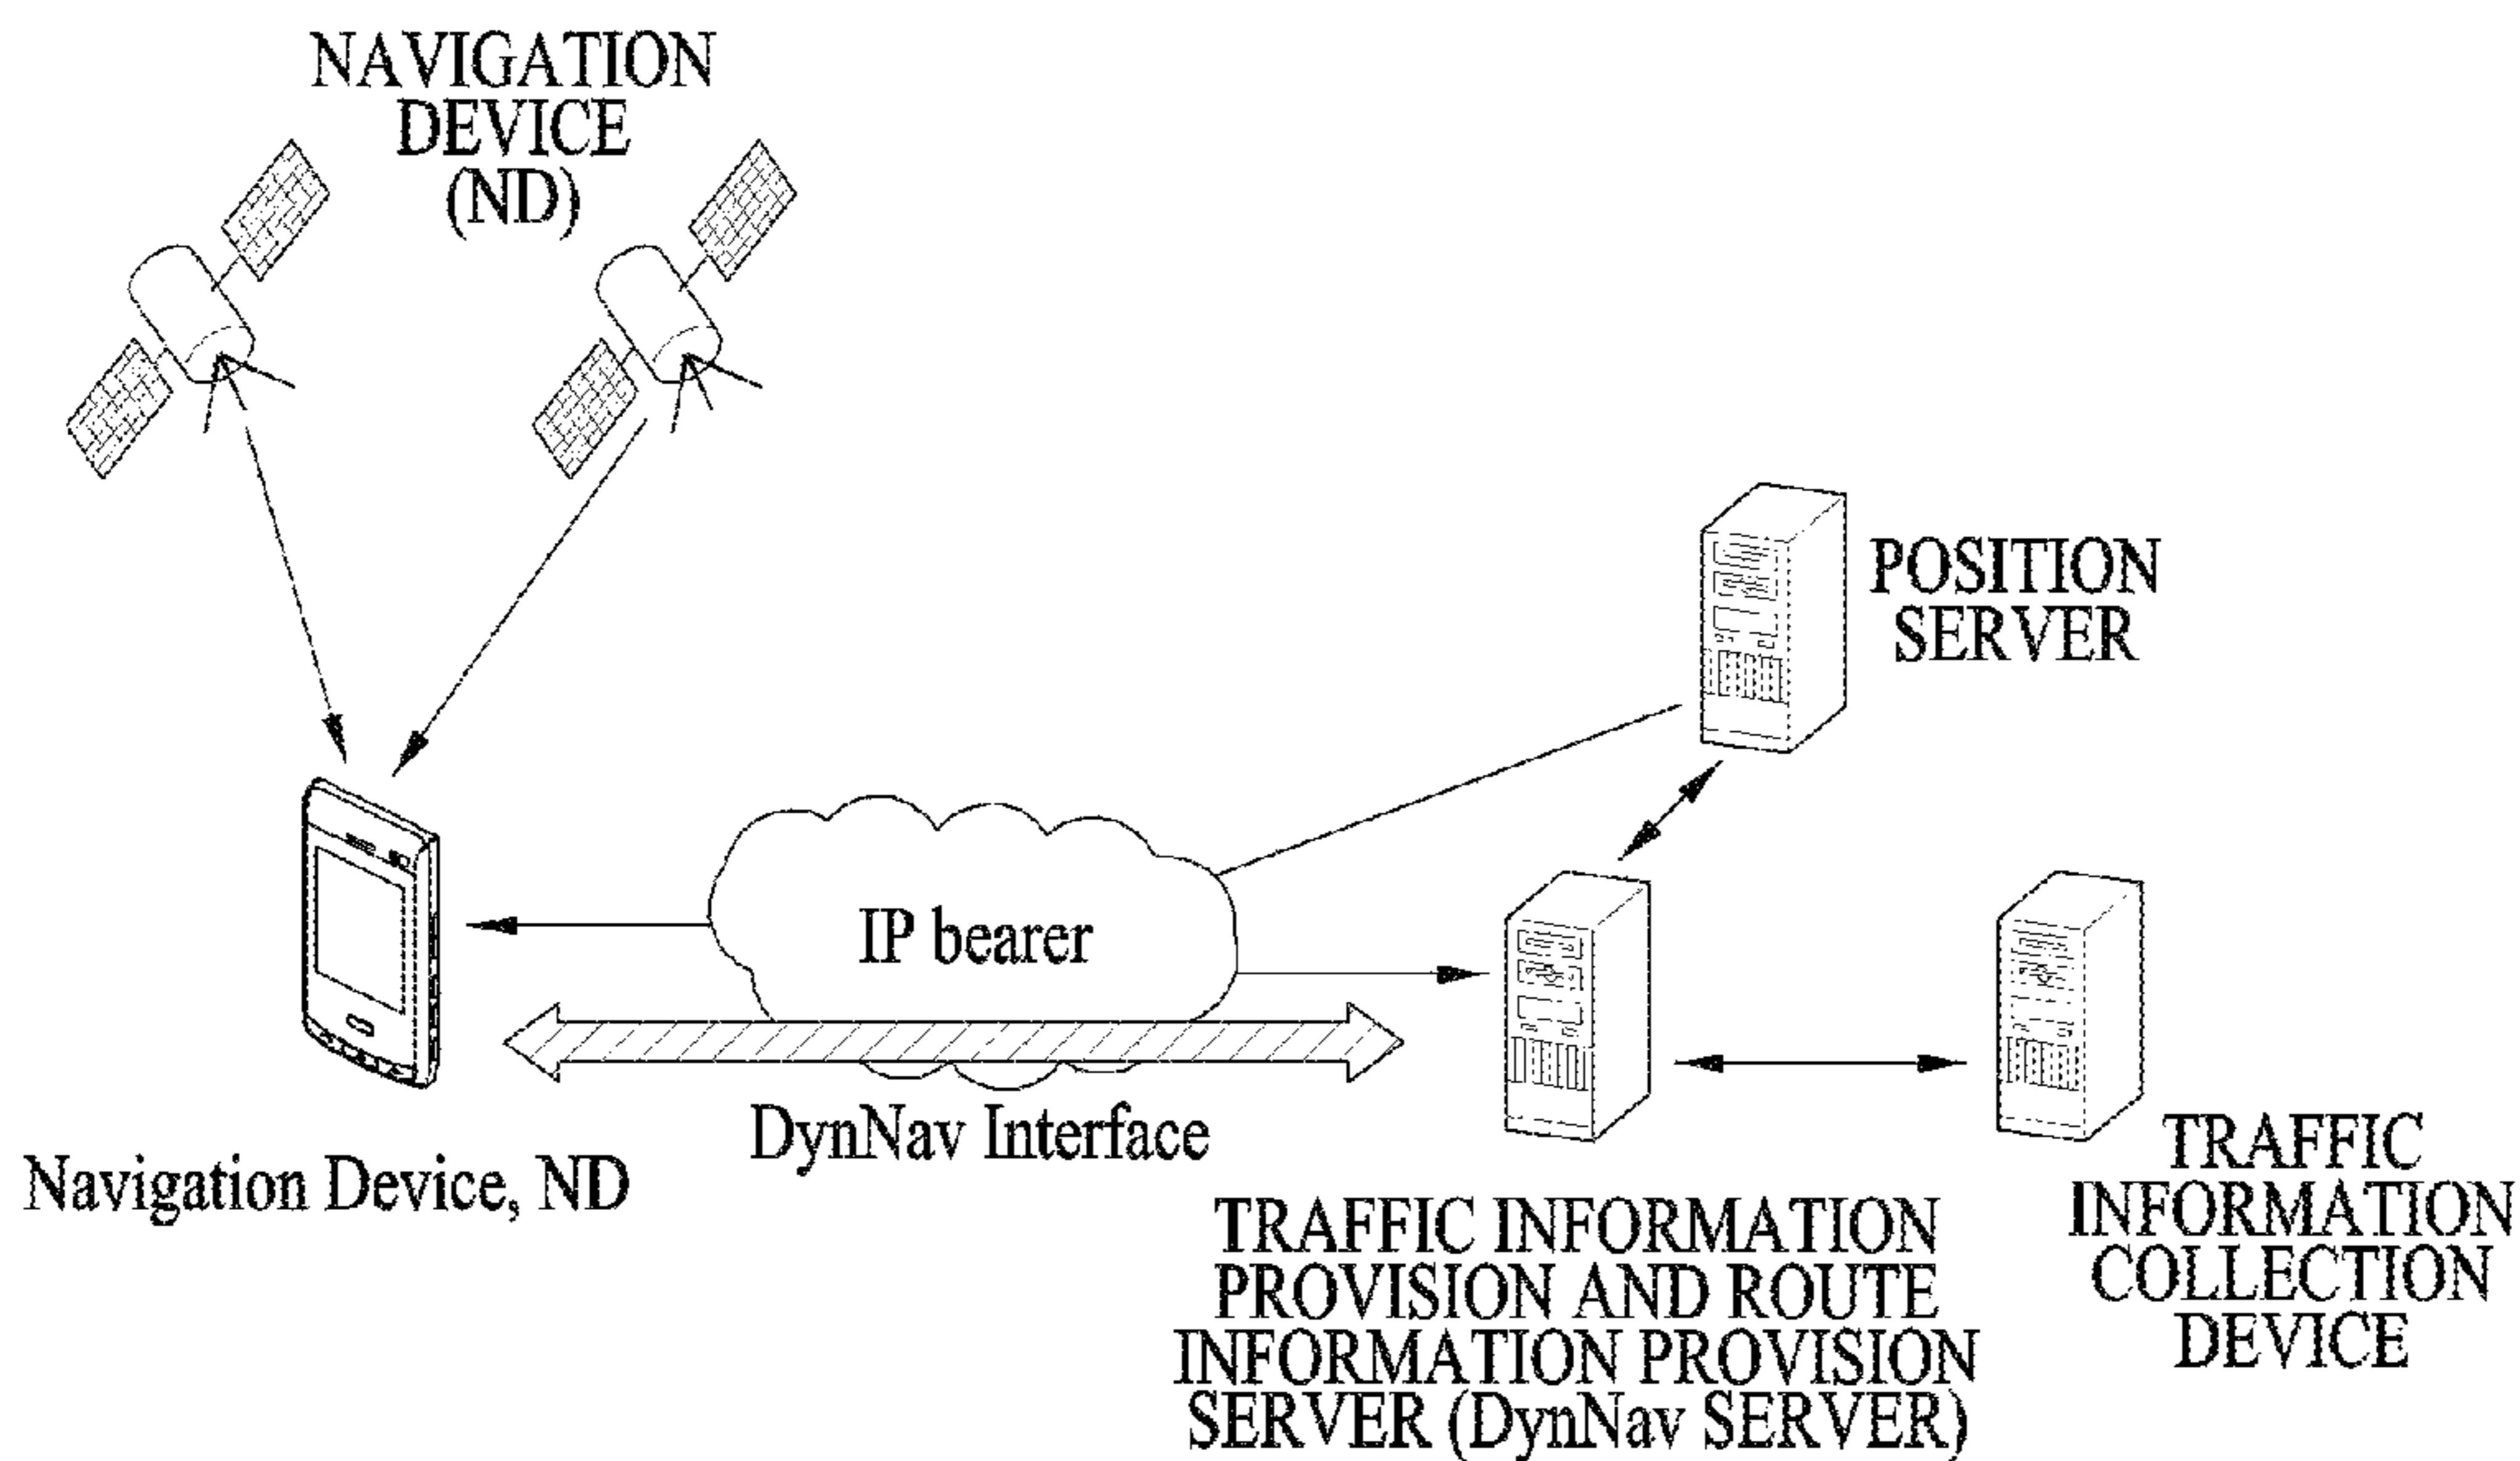 NAVIGATION
DEVICE
(ND)
POSITION
SERVER
IP bearer
DynNav Interface
Navigation Device, ND
TRAFFIC INFORMATION
PROVISION AND ROUTE
INFORMATION PROVISION
SERVER (DynNav SERVER)
TRAFFIC
INFORMATION
COLLECTION
DEVICE